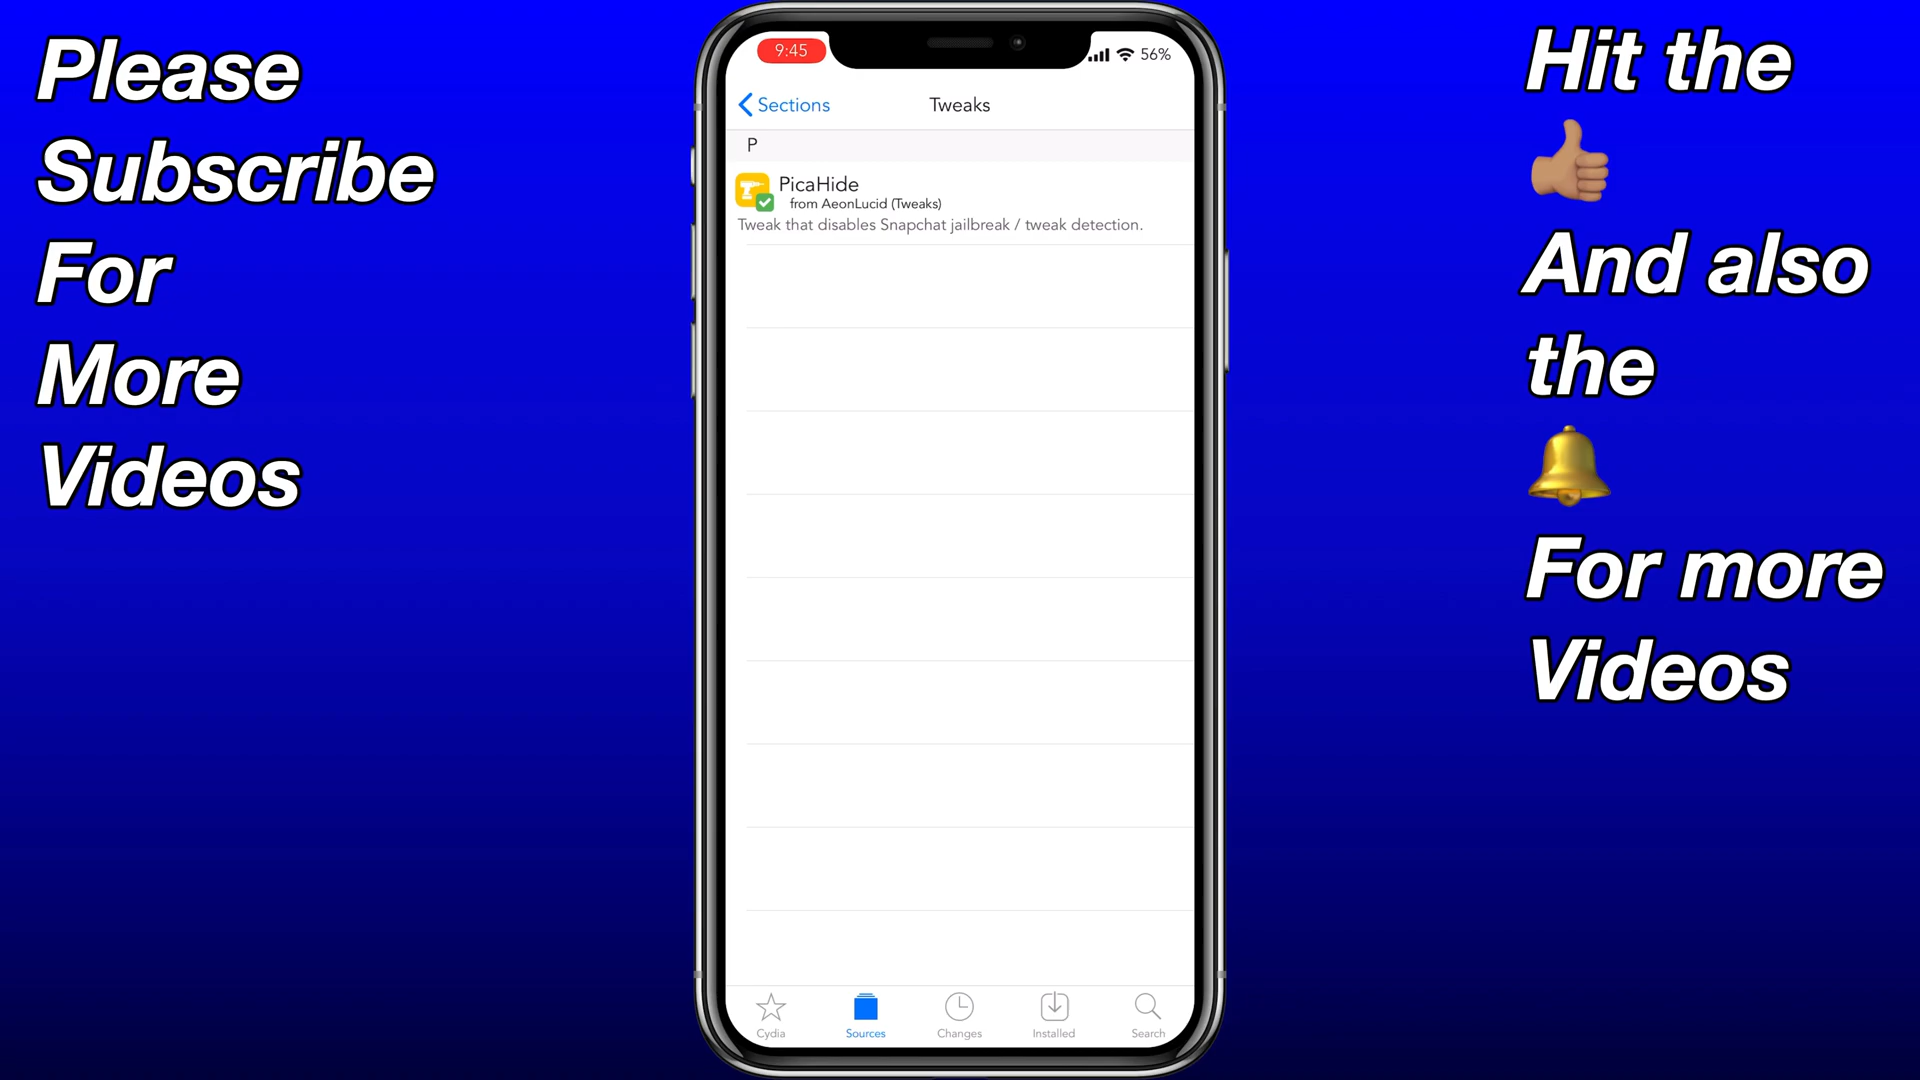 Please
Subscribe
For
More
Videos
9:45
56%
Sections
Tweaks
P
PicaHide
from AeonLucid (Tweaks)
Tweak that disables Snapchat jailbreak / tweak detection.
Cydia
Sources
Changes
Installed
Search
Hit the
And also
the
For more
Videos